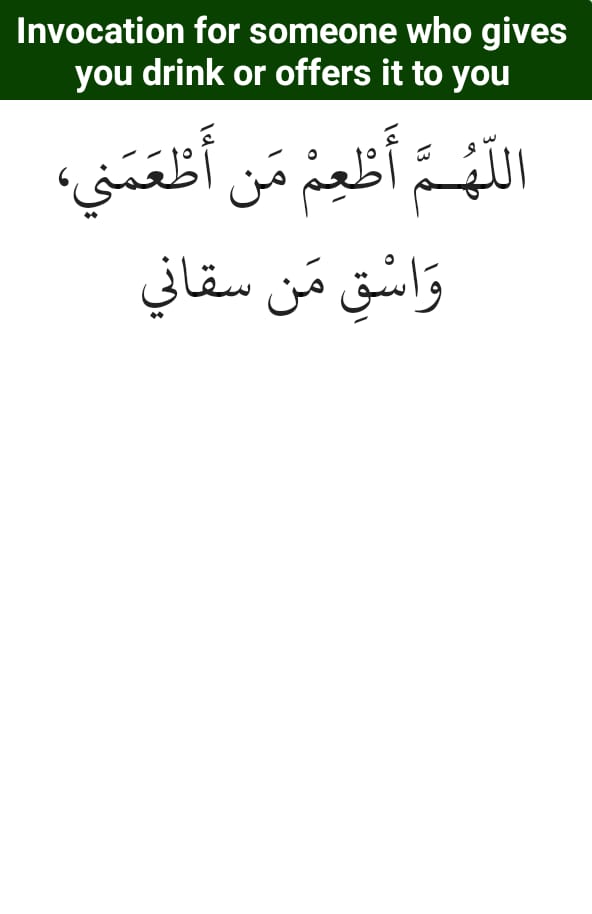 Invocation for someone who gives
you drink or offers it to you
اللّهُـمَّ أَطْعِمْ مَن أَطْعَمَني،
وَاسْقِ مَن سقاني